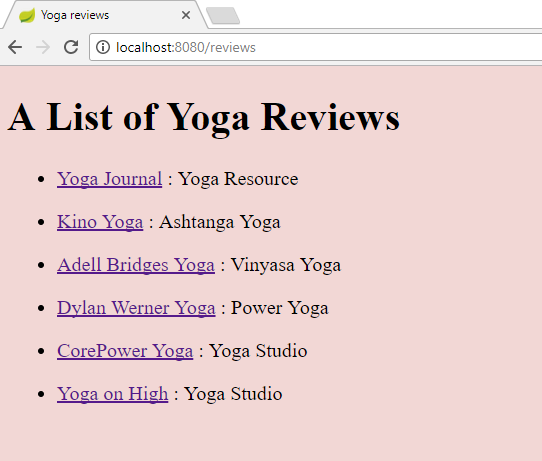 Yoga reviews
localhost:8080/reviews
A List of Yoga Reviews
Yoga Journal : Yoga Resource
Kino Yoga : Ashtanga Yoga
Adell Bridges Yoga : Vinyasa Yoga
Dylan Werner Yoga : Power Yoga
CorePower Yoga : Yoga Studio
Yoga on High : Yoga Studio